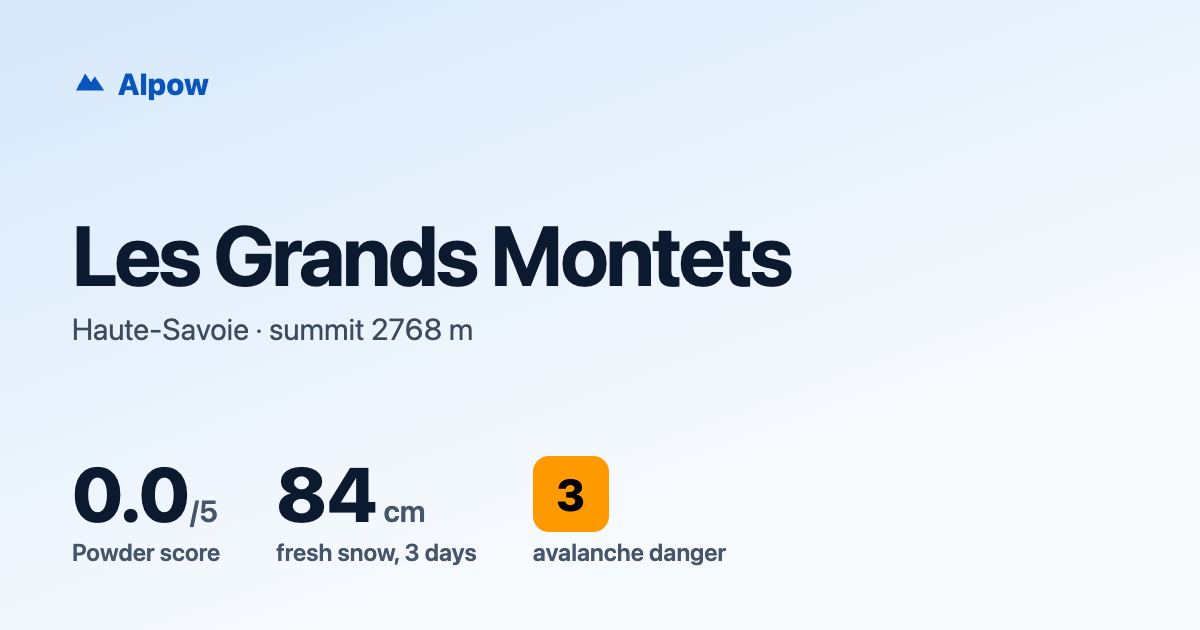 Alpow
Les Grands Montets
Haute-Savoie · summit 2768 m
0.0/5 84 cm 3
Powder score fresh snow, 3 days avalanche danger